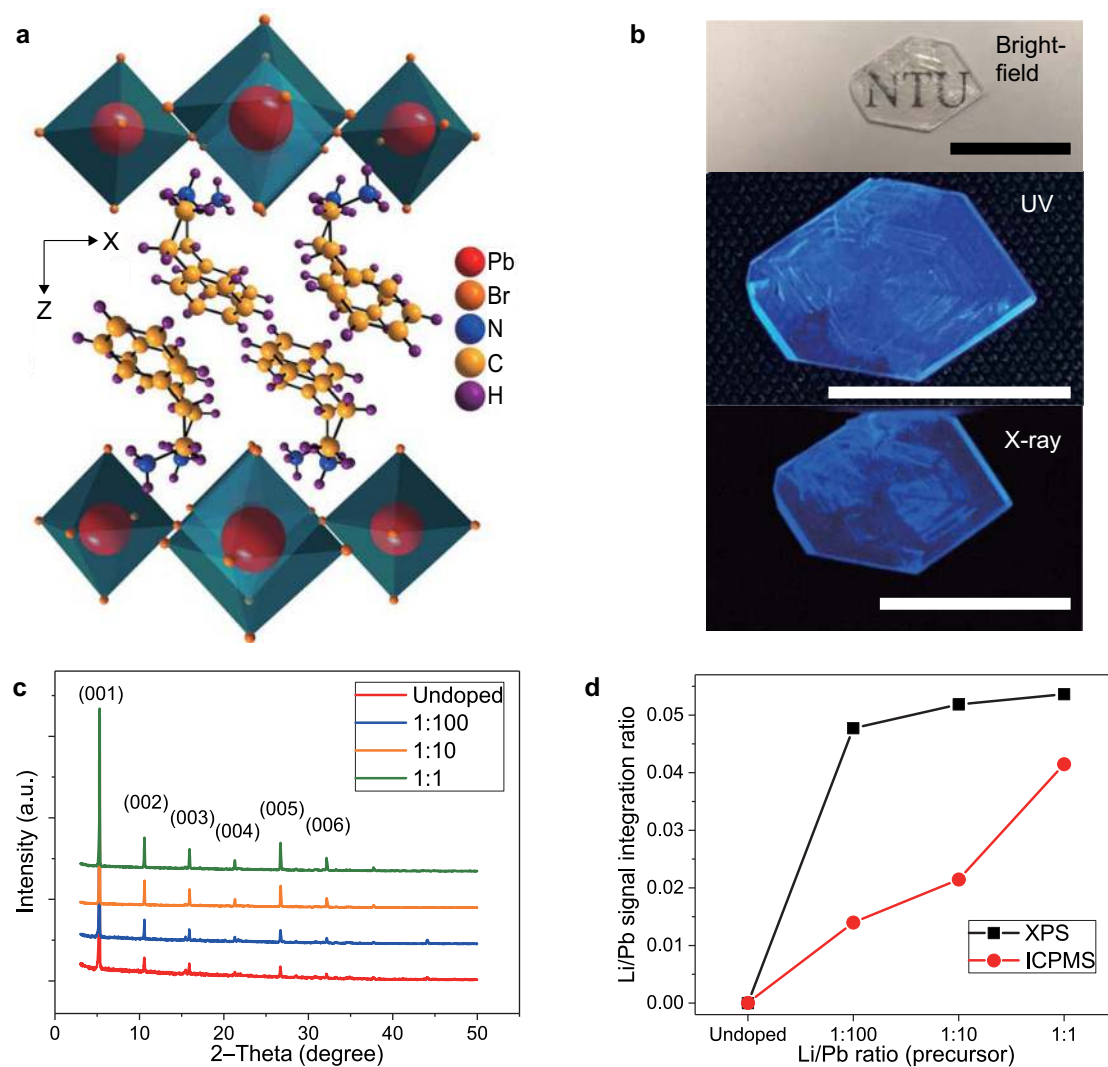 a
X
Z
Pb
Br
N
C
H
b
Bright-
field
NTU
UV
X-ray
c
Undoped
1:100
1:10
1:1
(001)
(002)
(003)
(004)
(005)
(006)
Intensity (a.u.)
0
10
20
30
40
50
2–Theta (degree)
d
Li/Pb signal integration ratio
0.05
0.04
0.03
0.02
0.01
0.00
XPS
ICPMS
Undoped
1:100
1:10
1:1
Li/Pb ratio (precursor)